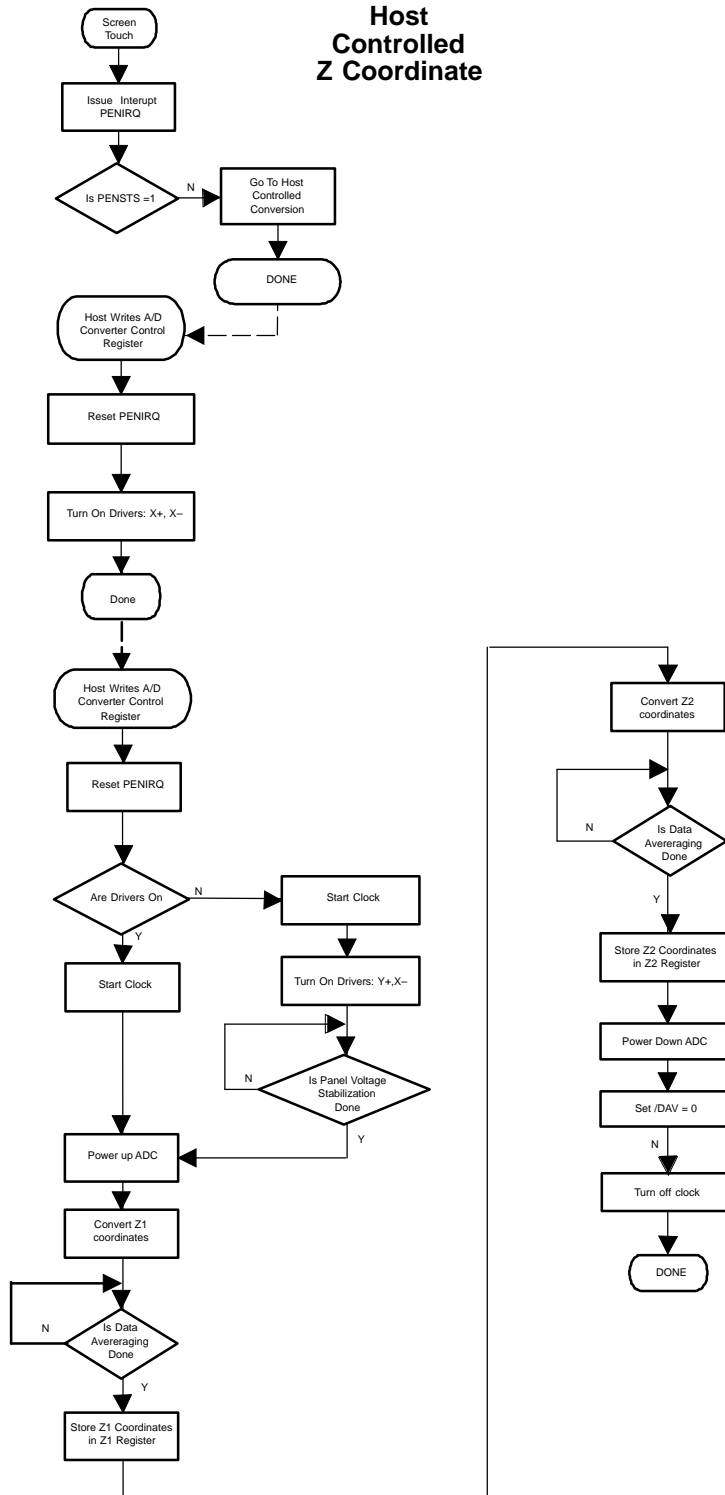 Host
Controlled
Z Coordinate
Screen
Touch
Issue Interupt
PENIRQ
Is PENSTS =1
N
Go To Host
Controlled
Conversion
DONE
Host Writes A/D
Converter Control
Register
Reset PENIRQ
Turn On Drivers: X+, X–
Done
Host Writes A/D
Converter Control
Register
Reset PENIRQ
Are Drivers On
N
Y
Start Clock
Start Clock
Turn On Drivers: Y+,X–
Is Panel Voltage
Stabilization
Done
N
Y
Power up ADC
Convert Z1
coordinates
Is Data
Avereraging
Done
N
Y
Store Z1 Coordinates
in Z1 Register
Convert Z2
coordinates
Is Data
Avereraging
Done
N
Y
Store Z2 Coordinates
in Z2 Register
Power Down ADC
Set /DAV = 0
N
Turn off clock
DONE